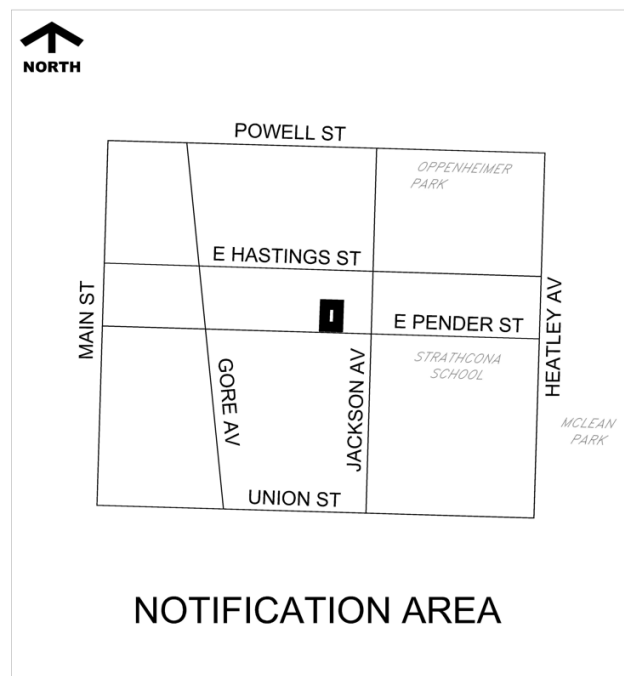 NORTH
POWELL ST
OPPENHEIMER
PARK
E HASTINGS ST
MAIN ST
HEATLEY AV
E PENDER ST
GORE AV
JACKSON AV
STRATHCONA
SCHOOL
MCLEAN
PARK
UNION ST
NOTIFICATION AREA